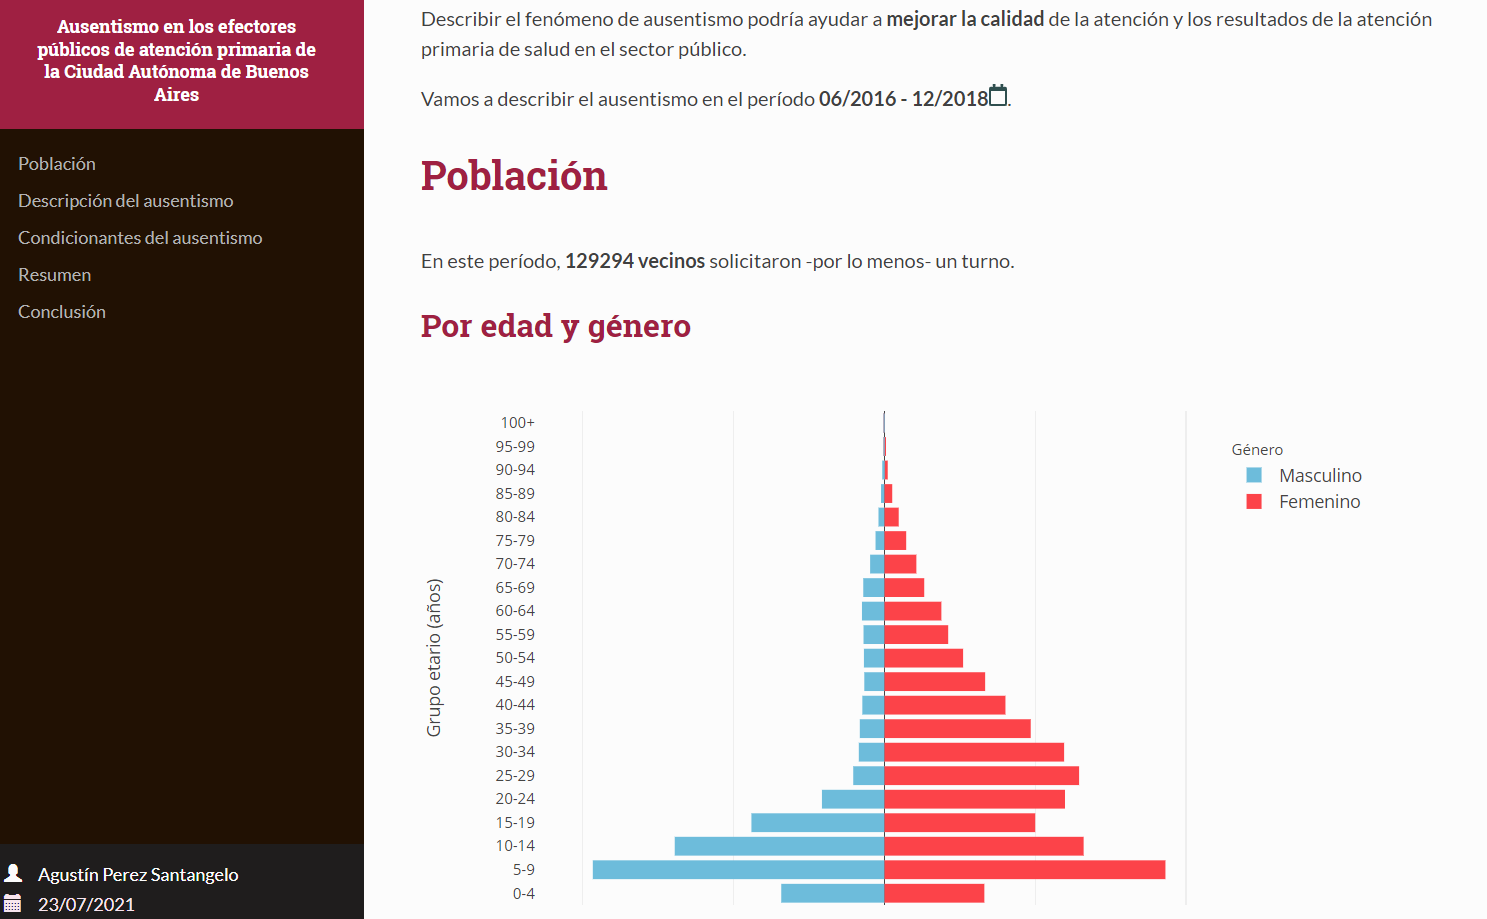 Ausentismo en los efectores
públicos de atención primaria de
la Ciudad Autónoma de Buenos
Aires
Población
Descripción del ausentismo
Condicionantes del ausentismo
Resumen
Conclusión
Agustín Perez Santangelo
23/07/2021
Describir el fenómeno de ausentismo podría ayudar a mejorar la calidad de la atención y los resultados de la atención
primaria de salud en el sector público.
Vamos a describir el ausentismo en el período 06/2016 - 12/2018.
Población
En este período, 129294 vecinos solicitaron -por lo menos- un turno.
Por edad y género
Grupo etario (años)
100+
95-99
90-94
85-89
80-84
75-79
70-74
65-69
60-64
55-59
50-54
45-49
40-44
35-39
30-34
25-29
20-24
15-19
10-14
5-9
0-4
Género
Masculino
Femenino